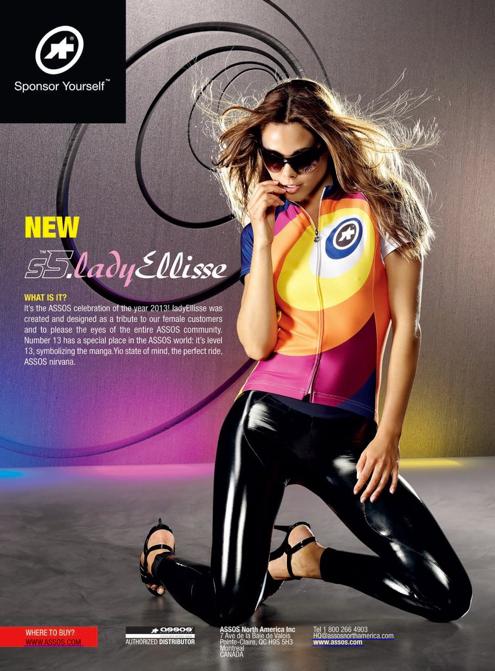 Sponsor Yourself™
NEW
™
s5.ladyEllisse
WHAT IS IT?
It's the ASSOS celebration of the year 2013! ladyEllisse was
created and designed as a tribute to our female customers
and to please the eyes of the entire ASSOS community.
Number 13 has a special place in the ASSOS world: it's level
13, symbolizing the manga.Yio state of mind, the perfect ride,
ASSOS nirvana.
WHERE TO BUY?
WWW.ASSOS.COM
assos
AUTHORIZED DISTRIBUTOR
ASSOS North America Inc
7 Ave de la Baie de Valois
Pointe-Claire, QC H9S 5H3
Montreal
CANADA
Tel 1 800 266 4903
HQ@assosnorthamerica.com
www.assos.com